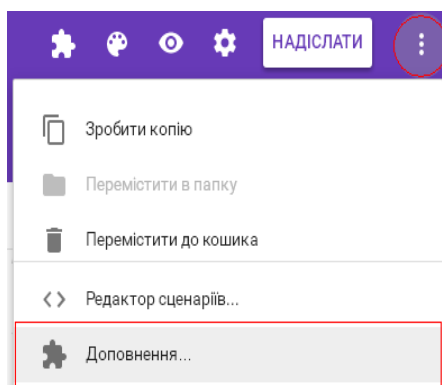 НАДІСЛАТИ
Зробити копію
Перемістити в папку
Перемістити до кошика
Редактор сценаріїв...
Доповнення...